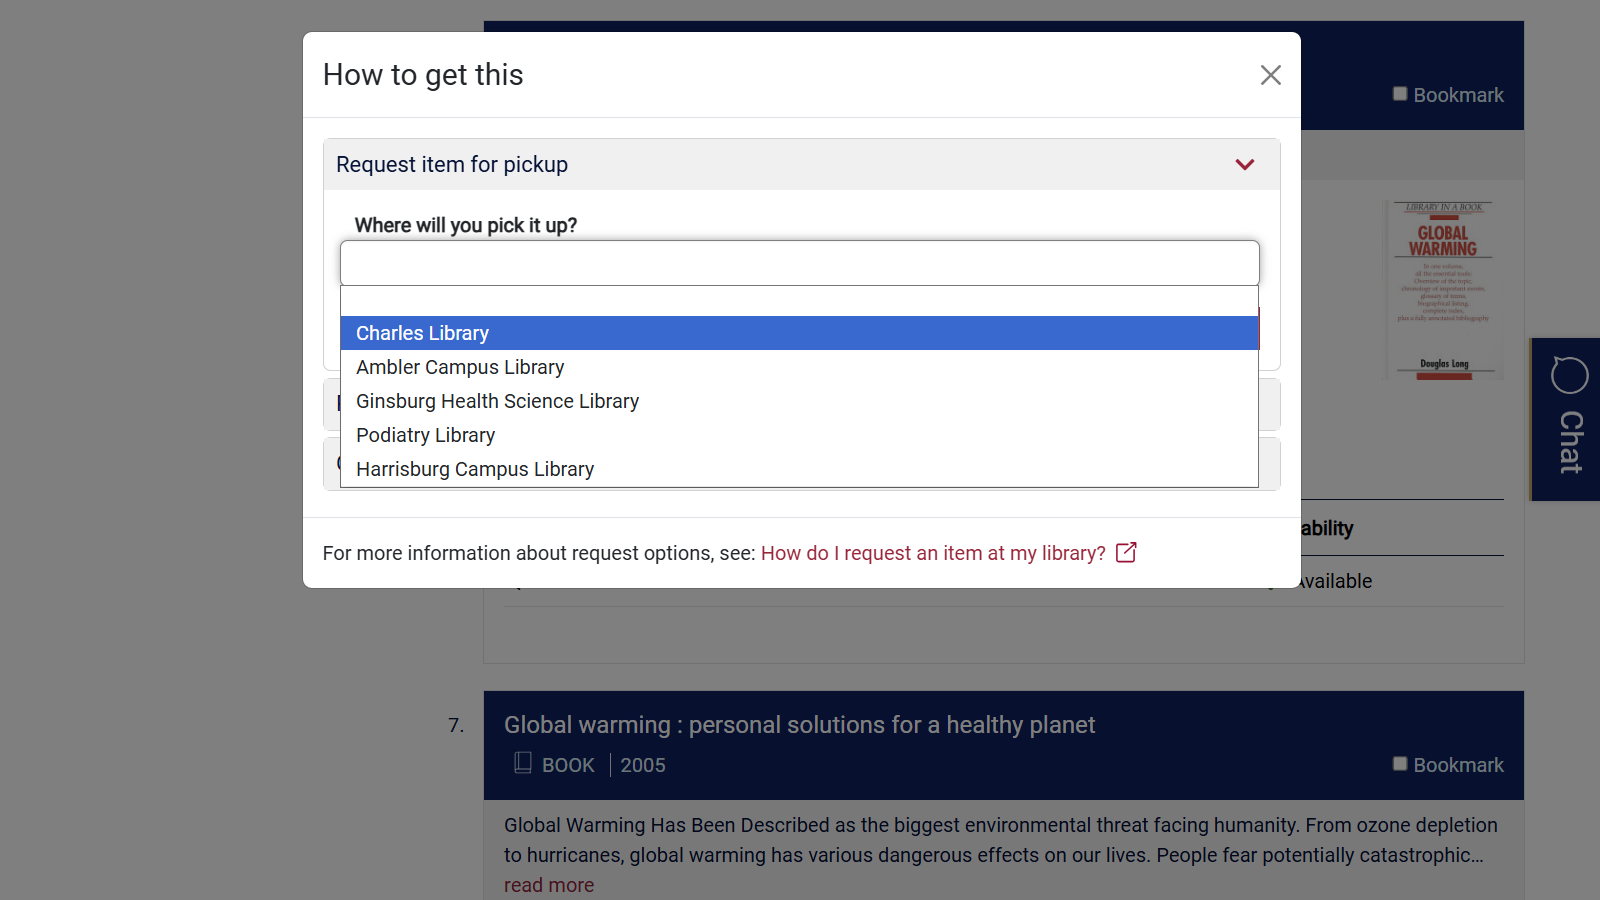 How to get this
Bookmark
Request item for pickup
Where will you pick it up?
Charles Library
Ambler Campus Library
Ginsburg Health Science Library
Podiatry Library
Harrisburg Campus Library
For more information about request options, see: How do I request an item at my library?
LIBRARY IN A BOOK
GLOBAL
WARMING
Douglas Long
Chat
ability
Available
7.
Global warming : personal solutions for a healthy planet
BOOK 2005
Bookmark
Global Warming Has Been Described as the biggest environmental threat facing humanity. From ozone depletion
to hurricanes, global warming has various dangerous effects on our lives. People fear potentially catastrophic...
read more